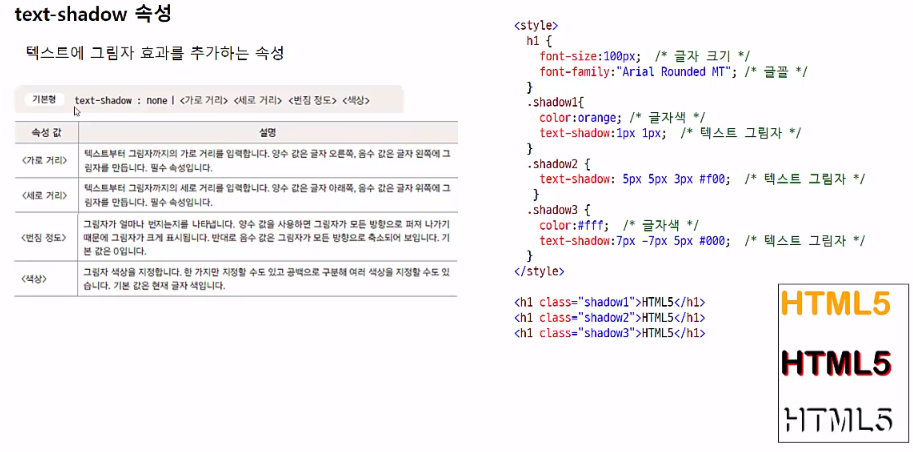 text-shadow 속성
텍스트에 그림자 효과를 추가하는 속성
기본형 text-shadow : none | <가로 거리> <세로 거리> <번짐 정도> <색상>
속성 값 설명
<가로 거리> 텍스트부터 그림자까지의 가로 거리를 입력합니다. 양수 값은 글자 오른쪽, 음수 값은 글자 왼쪽에 그
림자를 만듭니다. 필수 속성입니다.
<세로 거리> 텍스트부터 그림자까지의 세로 거리를 입력합니다. 양수 값은 글자 아래쪽, 음수 값은 글자 위쪽에 그
림자를 만듭니다. 필수 속성입니다.
<번짐 정도> 그림자가 얼마나 번지는지를 나타냅니다. 양수 값을 사용하면 그림자가 모든 방향으로 퍼져 나가기
때문에 그림자가 크게 표시됩니다. 반대로 음수 값은 그림자가 모든 방향으로 축소되어 보입니다. 기
본 값은 0입니다.
<색상> 그림자 색상을 지정합니다. 한 가지만 지정할 수도 있고 공백으로 구분해 여러 색상을 지정할 수도 있
습니다. 기본 값은 현재 글자 색입니다.
<style>
h1 {
font-size:100px; /* 글자 크기 */
font-family:"Arial Rounded MT"; /* 글꼴 */
}
.shadow1{
color:orange; /* 글자색 */
text-shadow:1px 1px; /* 텍스트 그림자 */
}
.shadow2 {
text-shadow: 5px 5px 3px #f00; /* 텍스트 그림자 */
}
.shadow3 {
color:#fff; /* 글자색 */
text-shadow:7px -7px 5px #000; /* 텍스트 그림자 */
}
</style>
<h1 class="shadow1">HTML5</h1>
<h1 class="shadow2">HTML5</h1>
<h1 class="shadow3">HTML5</h1>
HTML5
HTML5
HTML5